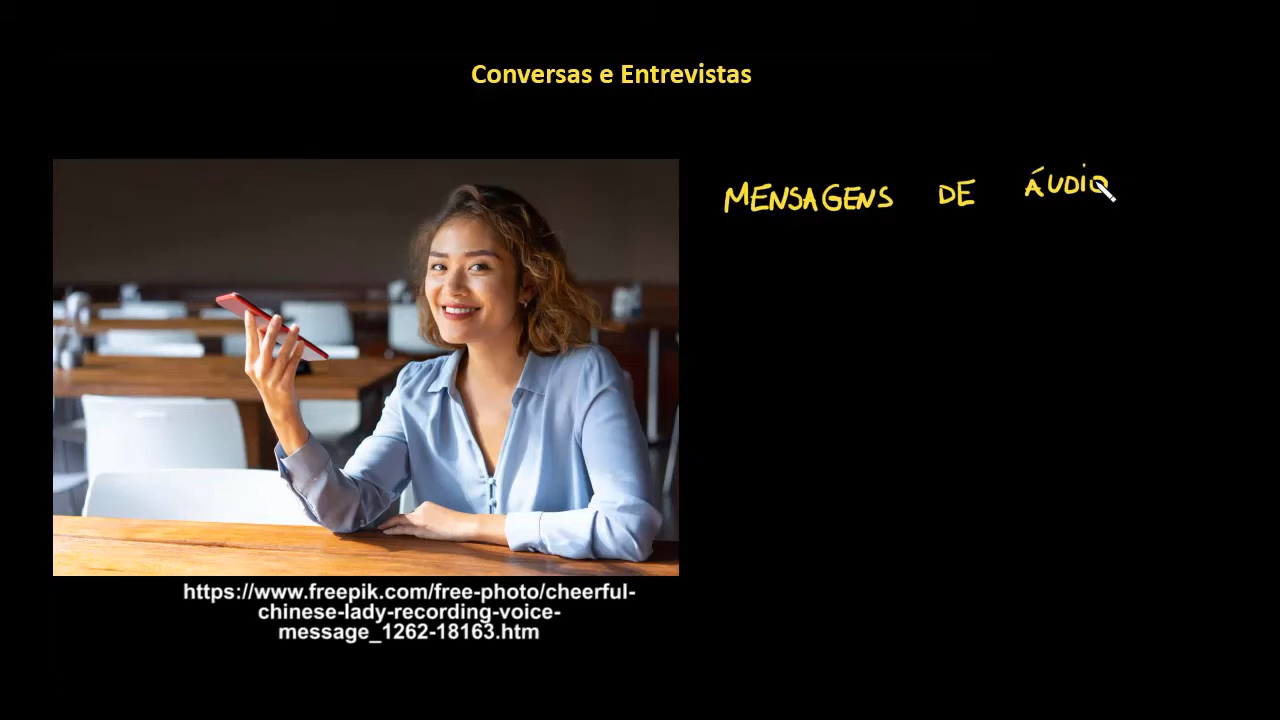 Conversas e Entrevistas
MENSAGENS DE ÁUDIO
https://www.freepik.com/free-photo/cheerful-
chinese-lady-recording-voice-
message_1262-18163.htm